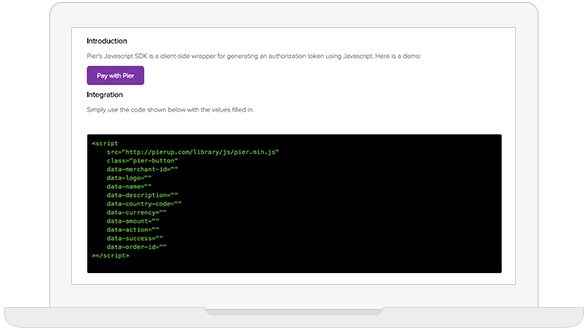 Introduction
Pier's Javascript SDK is a client-side wrapper for generating an authorization token using Javascript. Here is a demo:
Pay with Pier
Integration
Simply use the code shown below with the values filled in.
<script
src="http://pierup.com/library/js/pier.min.js"
class="pier-button"
data-merchant-id=""
data-logo=""
data-name=""
data-description=""
data-country-code=""
data-currency=""
data-amount=""
data-action=""
data-success=""
data-order-id=""
></script>